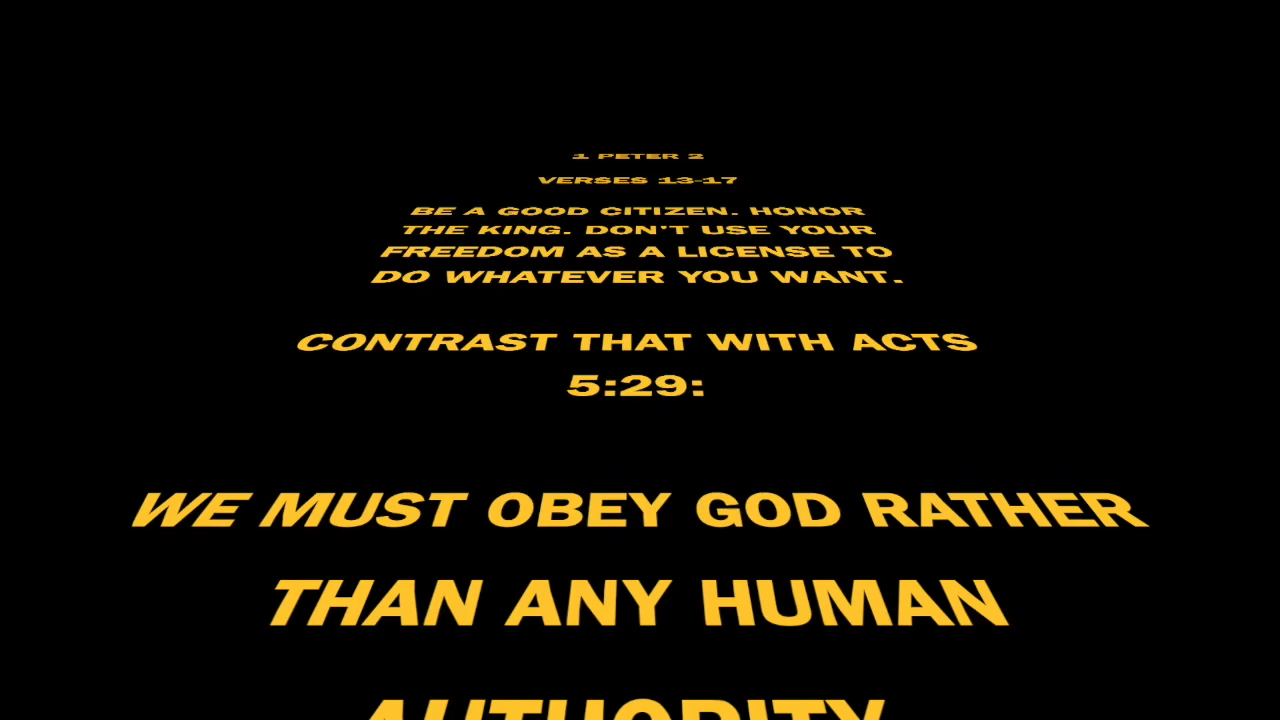 1 PETER 2
VERSES 13-17
BE A GOOD CITIZEN. HONOR
THE KING. DON'T USE YOUR
FREEDOM AS A LICENSE TO
DO WHATEVER YOU WANT.
CONTRAST THAT WITH ACTS
5:29:
WE MUST OBEY GOD RATHER
THAN ANY HUMAN
AUTHORITY